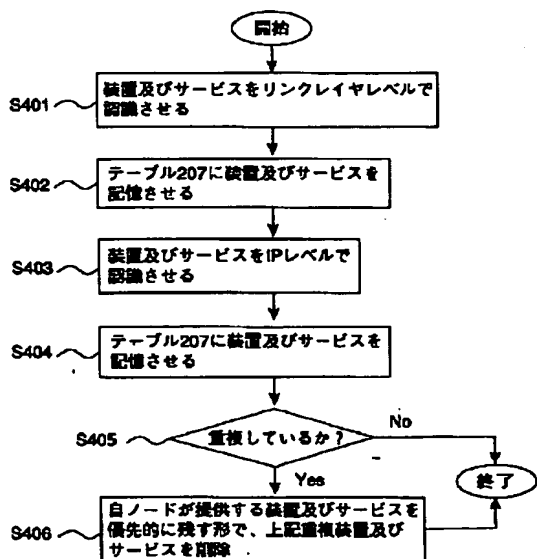 開始
S401
装置及びサービスをリンクレイヤレベルで
認識させる
S402
テーブル207に装置及びサービスを
記憶させる
S403
装置及びサービスをIPレベルで
認識させる
S404
テーブル207に装置及びサービスを
記憶させる
S405
重複しているか?
No
Yes
終了
S406
自ノードが提供する装置及びサービスを
優先的に残す形で、上記重複装置及び
サービスを削除